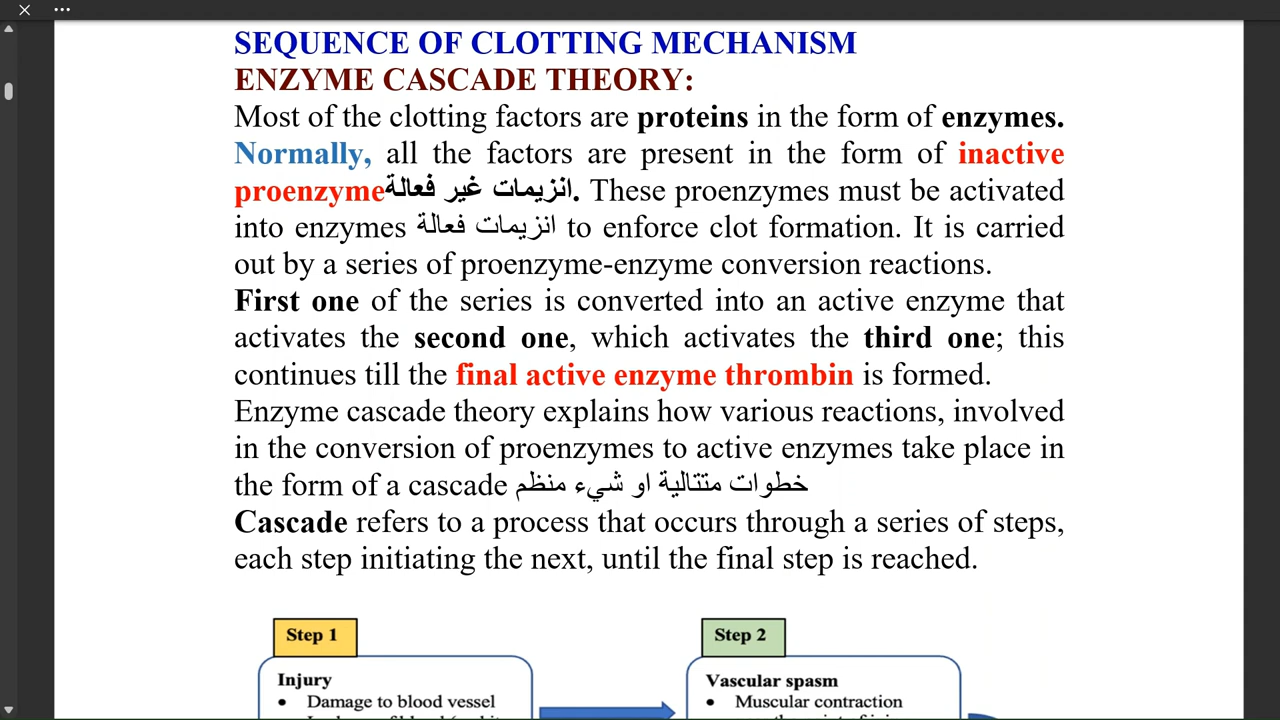 SEQUENCE OF CLOTTING MECHANISM
ENZYME CASCADE THEORY:
Most of the clotting factors are proteins in the form of enzymes.
Normally, all the factors are present in the form of inactive
proenzyme انزيمات غير فعالة. These proenzymes must be activated
into enzymes انزيمات فعالة to enforce clot formation. It is carried
out by a series of proenzyme-enzyme conversion reactions.
First one of the series is converted into an active enzyme that
activates the second one, which activates the third one; this
continues till the final active enzyme thrombin is formed.
Enzyme cascade theory explains how various reactions, involved
in the conversion of proenzymes to active enzymes take place in
the form of a cascade خطوات متتالية او شيء منظم
Cascade refers to a process that occurs through a series of steps,
each step initiating the next, until the final step is reached.
Step 1
Injury
• Damage to blood vessel
Step 2
Vascular spasm
• Muscular contraction